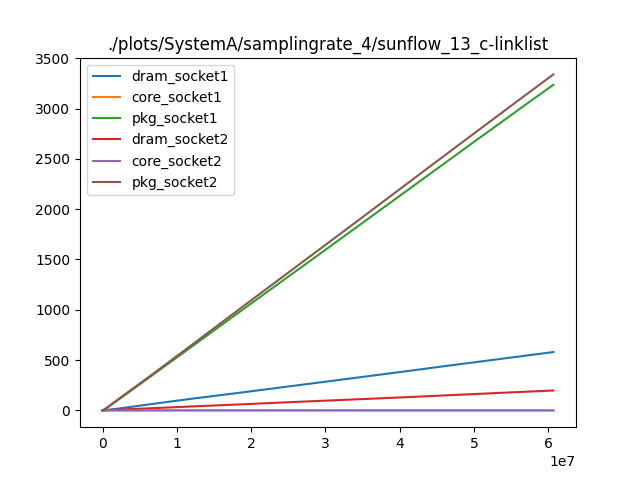 ./plots/SystemA/samplingrate_4/sunflow_13_c-linklist
3500
3000
2500
2000
1500
1000
500
0
dram_socket1
core_socket1
pkg_socket1
dram_socket2
core_socket2
pkg_socket2
0 1 2 3 4 5 6
1e7